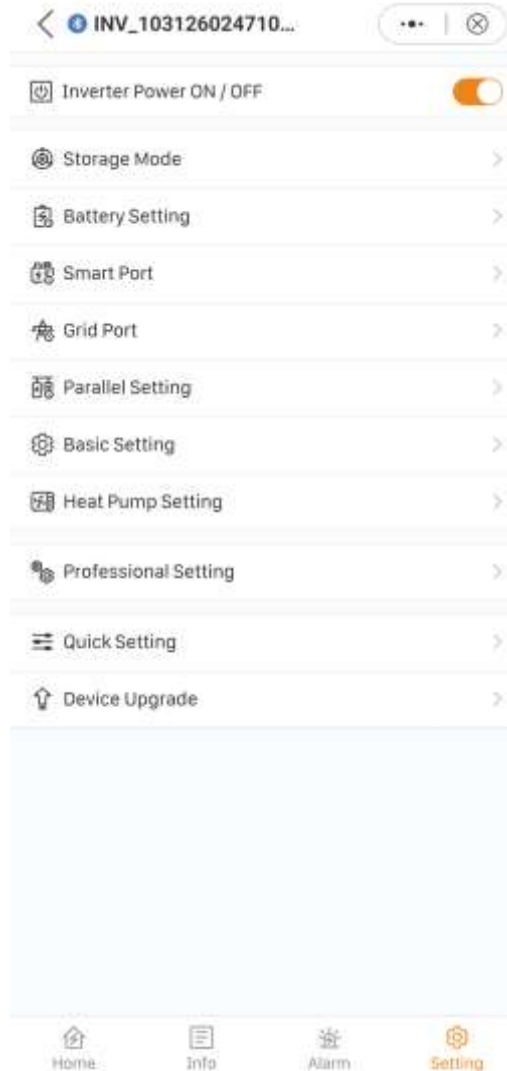 INV_103126024710...
Inverter Power ON / OFF
Storage Mode
Battery Setting
Smart Port
Grid Port
Parallel Setting
Basic Setting
Heat Pump Setting
Professional Setting
Quick Setting
Device Upgrade
Home Info Alarm Setting